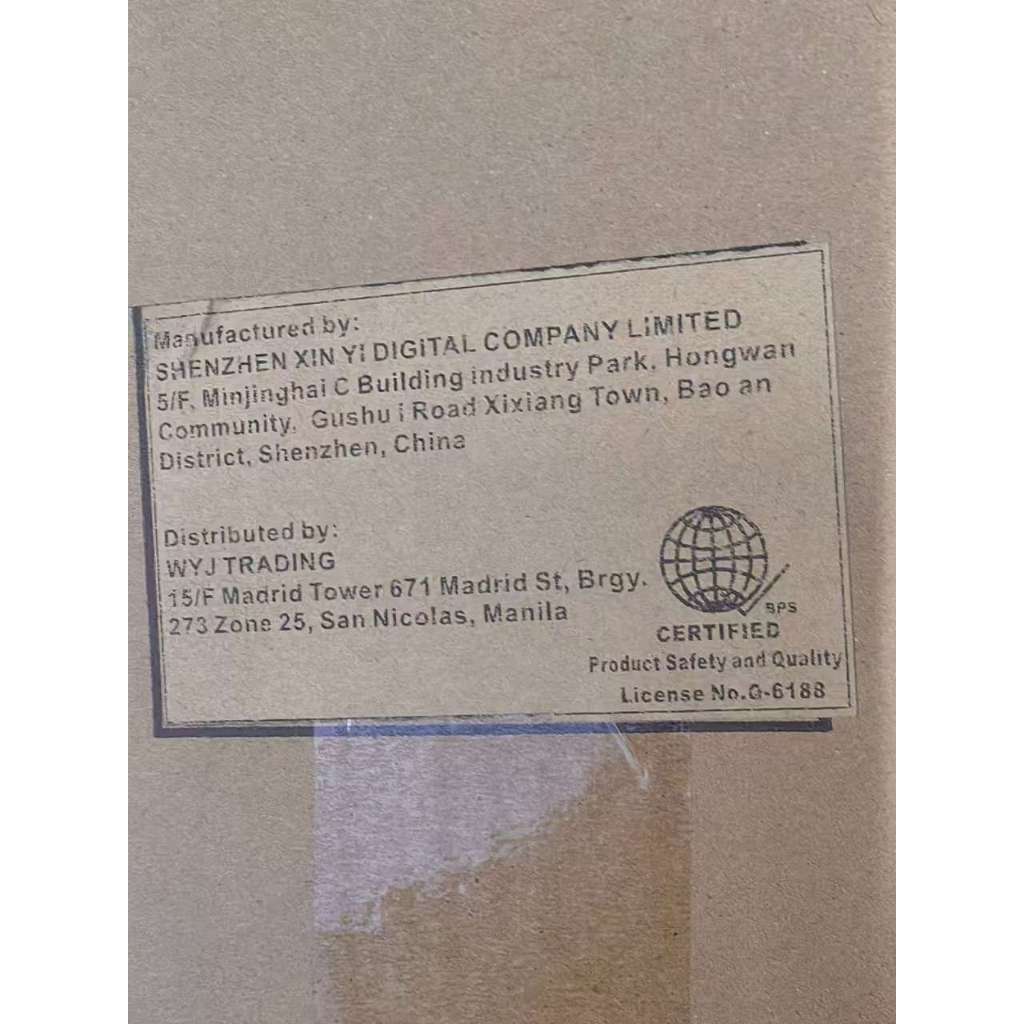 Manufactured by:
SHENZHEN XIN YI DIGITAL COMPANY LIMITED
5/F, Minjinghai C Building industry Park, Hongwan
Community, Gushu i Road Xixiang Town, Bao an
District, Shenzhen, China
Distributed by:
WYJ TRADING
15/F Madrid Tower 671 Madrid St, Brgy.
273 Zone 25, San Nicolas, Manila
BPS
CERTIFIED
Product Safety and Quality
License No.G-6188